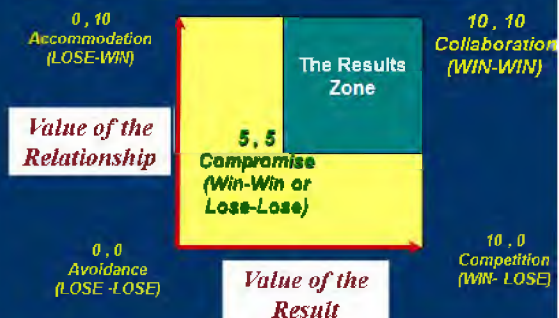 0 , 10
Accommodation
(LOSE-WIN)
10 , 10
Collaboration
(WIN-WIN)
The Results
Zone
Value of the
Relationship
5 , 5
Compromise
(Win-Win or
Lose-Lose)
0 , 0
Avoidance
(LOSE -LOSE)
10 , 0
Competition
(WIN- LOSE)
Value of the
Result